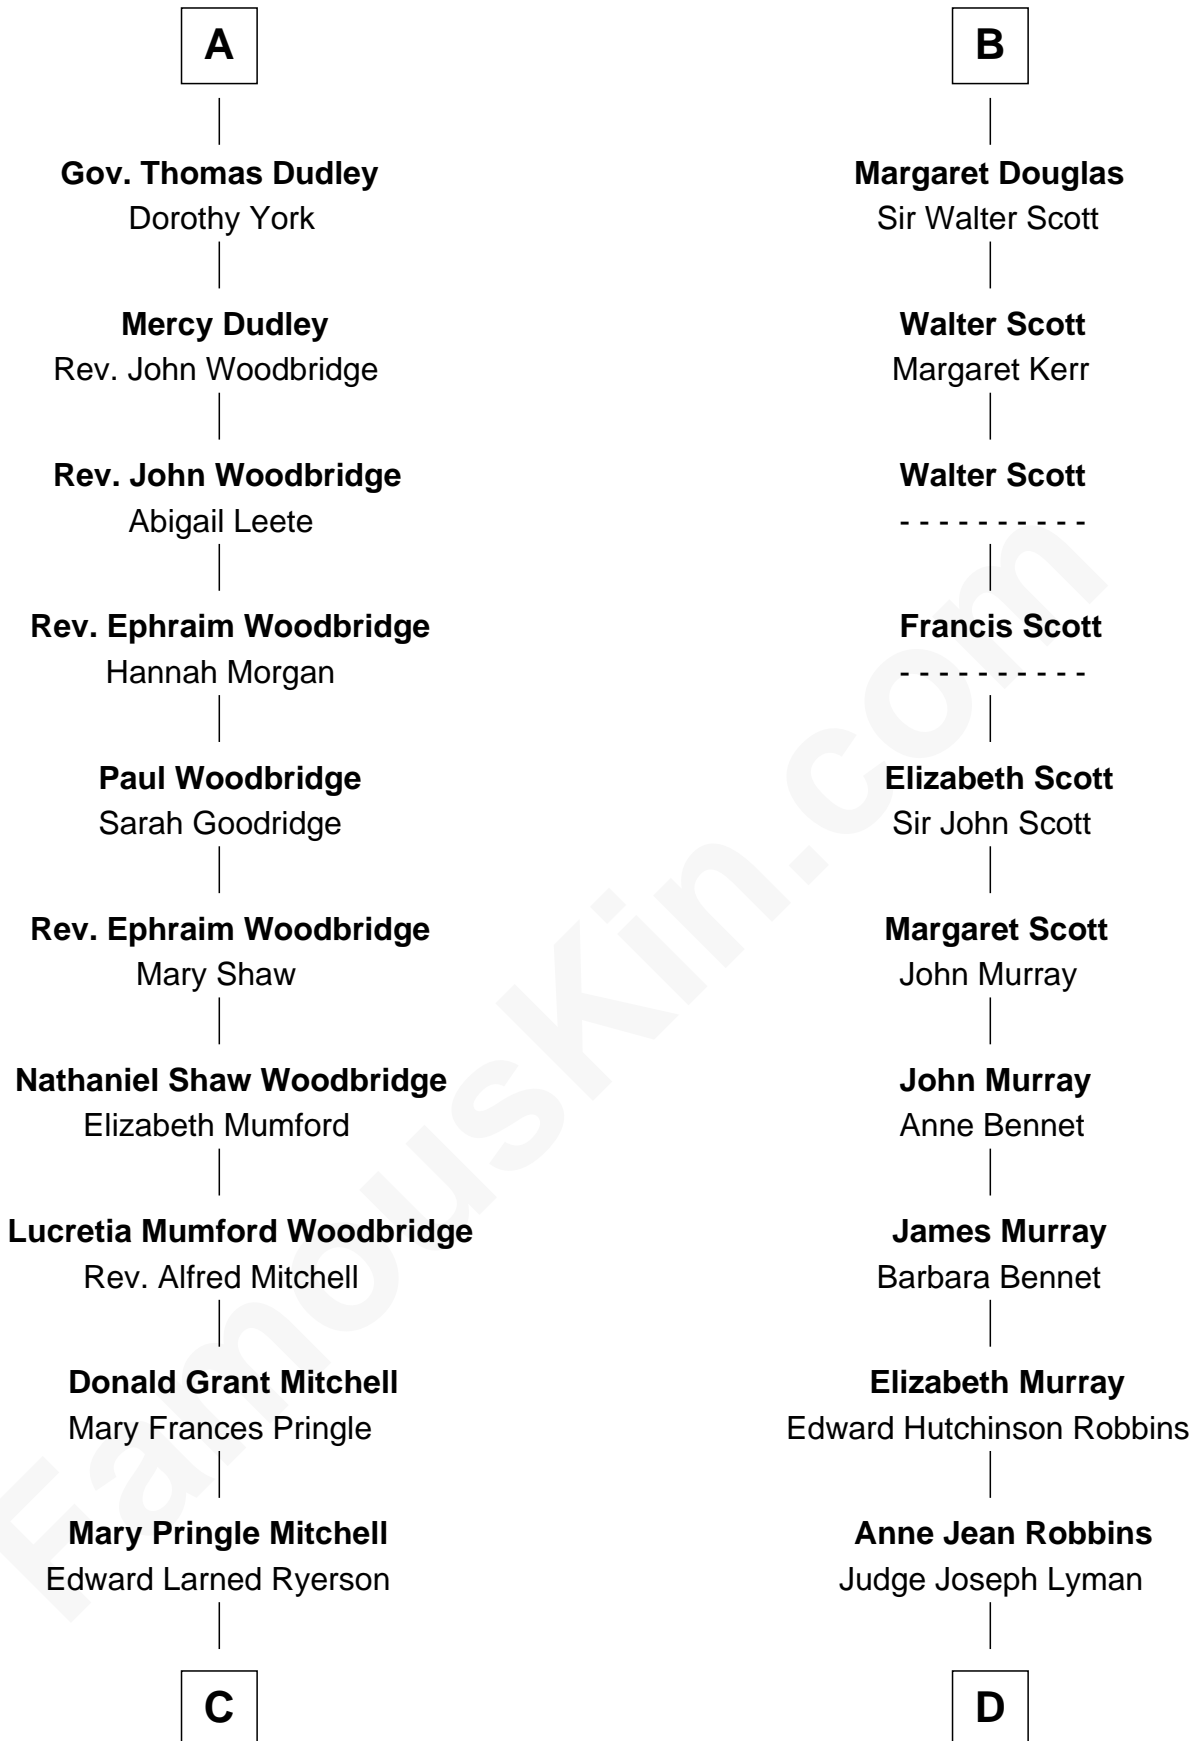 A
Gov. Thomas Dudley
Dorothy York
Mercy Dudley
Rev. John Woodbridge
Rev. John Woodbridge
Abigail Leete
Rev. Ephraim Woodbridge
Hannah Morgan
Paul Woodbridge
Sarah Goodridge
Rev. Ephraim Woodbridge
Mary Shaw
Nathaniel Shaw Woodbridge
Elizabeth Mumford
Lucretia Mumford Woodbridge
Rev. Alfred Mitchell
Donald Grant Mitchell
Mary Frances Pringle
Mary Pringle Mitchell
Edward Larned Ryerson
C
B
Margaret Douglas
Sir Walter Scott
Walter Scott
Margaret Kerr
Walter Scott
- - - - - - - - - -
Francis Scott
- - - - - - - - - -
Elizabeth Scott
Sir John Scott
Margaret Scott
John Murray
John Murray
Anne Bennet
James Murray
Barbara Bennet
Elizabeth Murray
Edward Hutchinson Robbins
Anne Jean Robbins
Judge Joseph Lyman
D
FamousKin.com